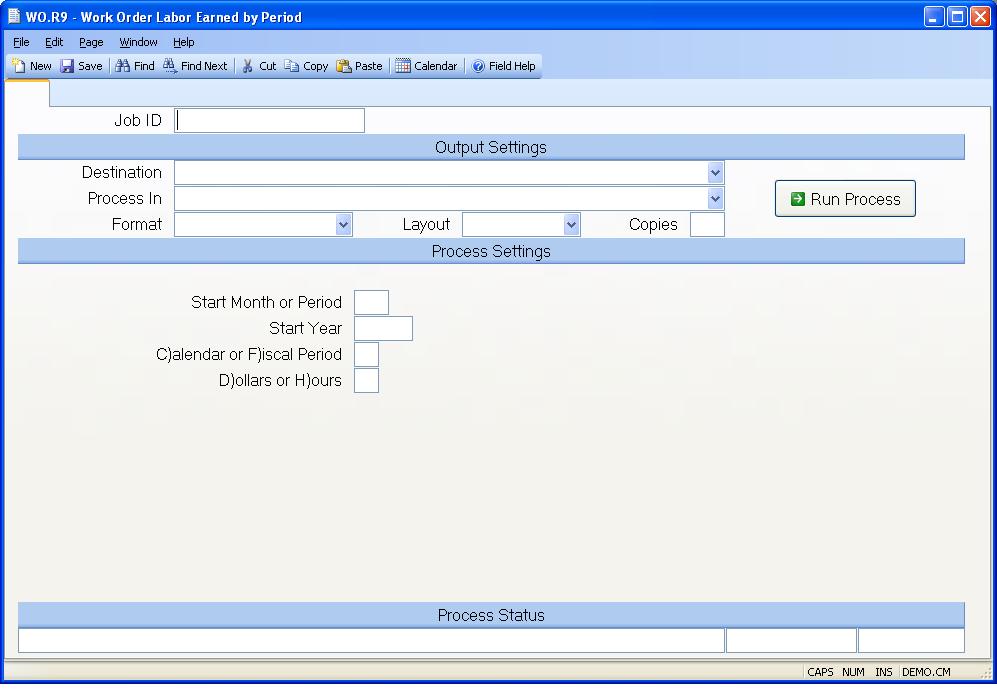 WO.R9 - Work Order Labor Earned by Period
File Edit Page Window Help
New Save Find Find Next Cut Copy Paste Calendar Field Help
Job ID
Output Settings
Destination
Process In
Run Process
Format Layout Copies
Process Settings
Start Month or Period
Start Year
C)alendar or F)iscal Period
D)ollars or H)ours
Process Status
CAPS NUM INS DEMO.CM